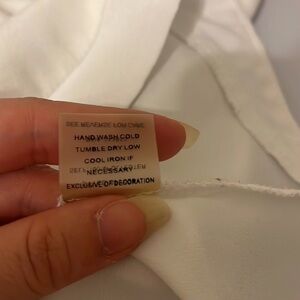 HAND WASH COLD
TUMBLE DRY LOW
COOL IRON IF
NECESSARY
EXCLUSIVE OF DECORATION